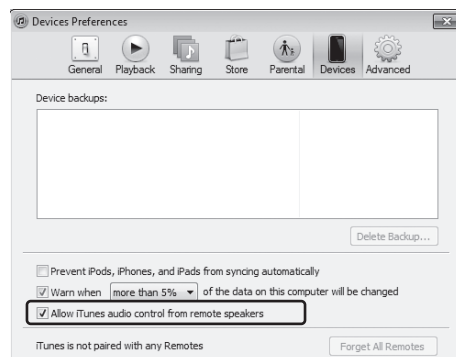 Devices Preferences
General Playback Sharing Store Parental Devices Advanced
Device backups:
Delete Backup...
Prevent iPods, iPhones, and iPads from syncing automatically
Warn when more than 5% of the data on this computer will be changed
Allow iTunes audio control from remote speakers
iTunes is not paired with any Remotes Forget All Remotes